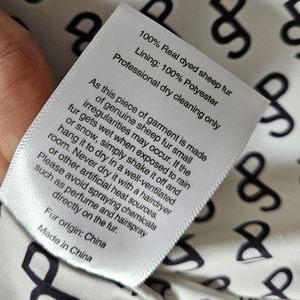 100% Real dyed sheep fur
Lining: 100% Polyester
Professional dry cleaning only
As this piece of garment is made
of genuine sheep fur small
irregularities may occur. If the
fur gets wet when exposed to rain
or snow, simply shake it off and
hang it to dry in a well-ventilated
room. Never dry it with a hairdryer
or other artificial heat sources.
Please avoid spraying chemicals
such as perfume and hairspray
directly on the fur.
Fur origin: China
Made in China